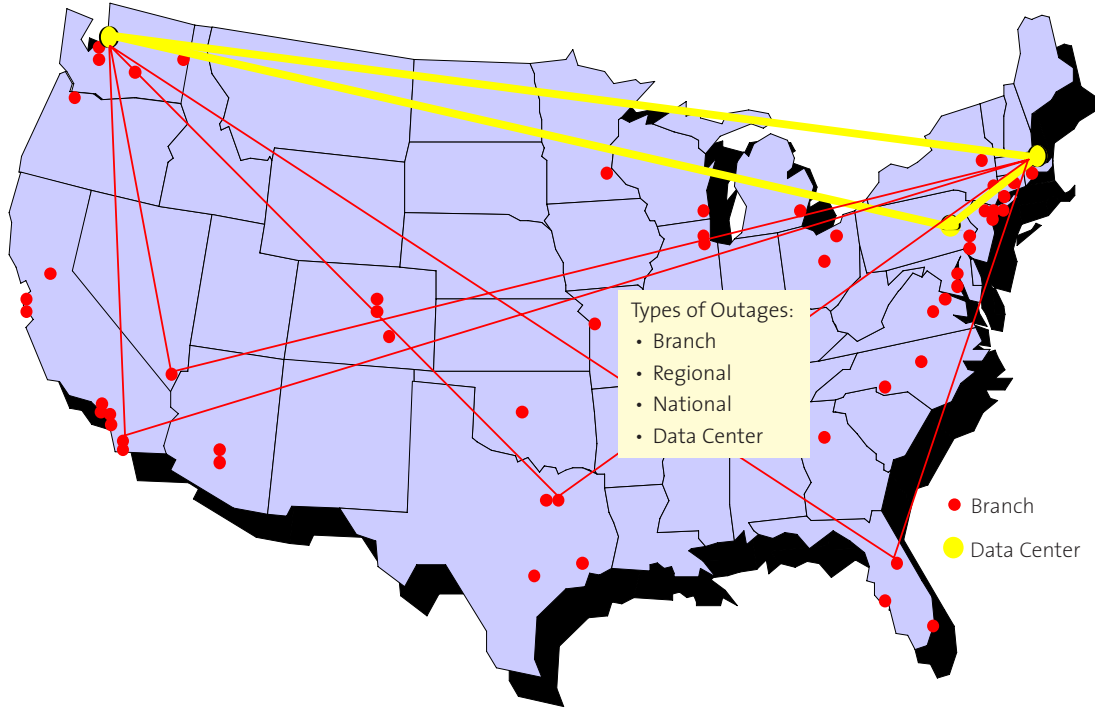 Types of Outages:
• Branch
• Regional
• National
• Data Center
Branch
Data Center